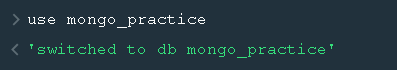 > use mongo_practice
< 'switched to db mongo_practice'